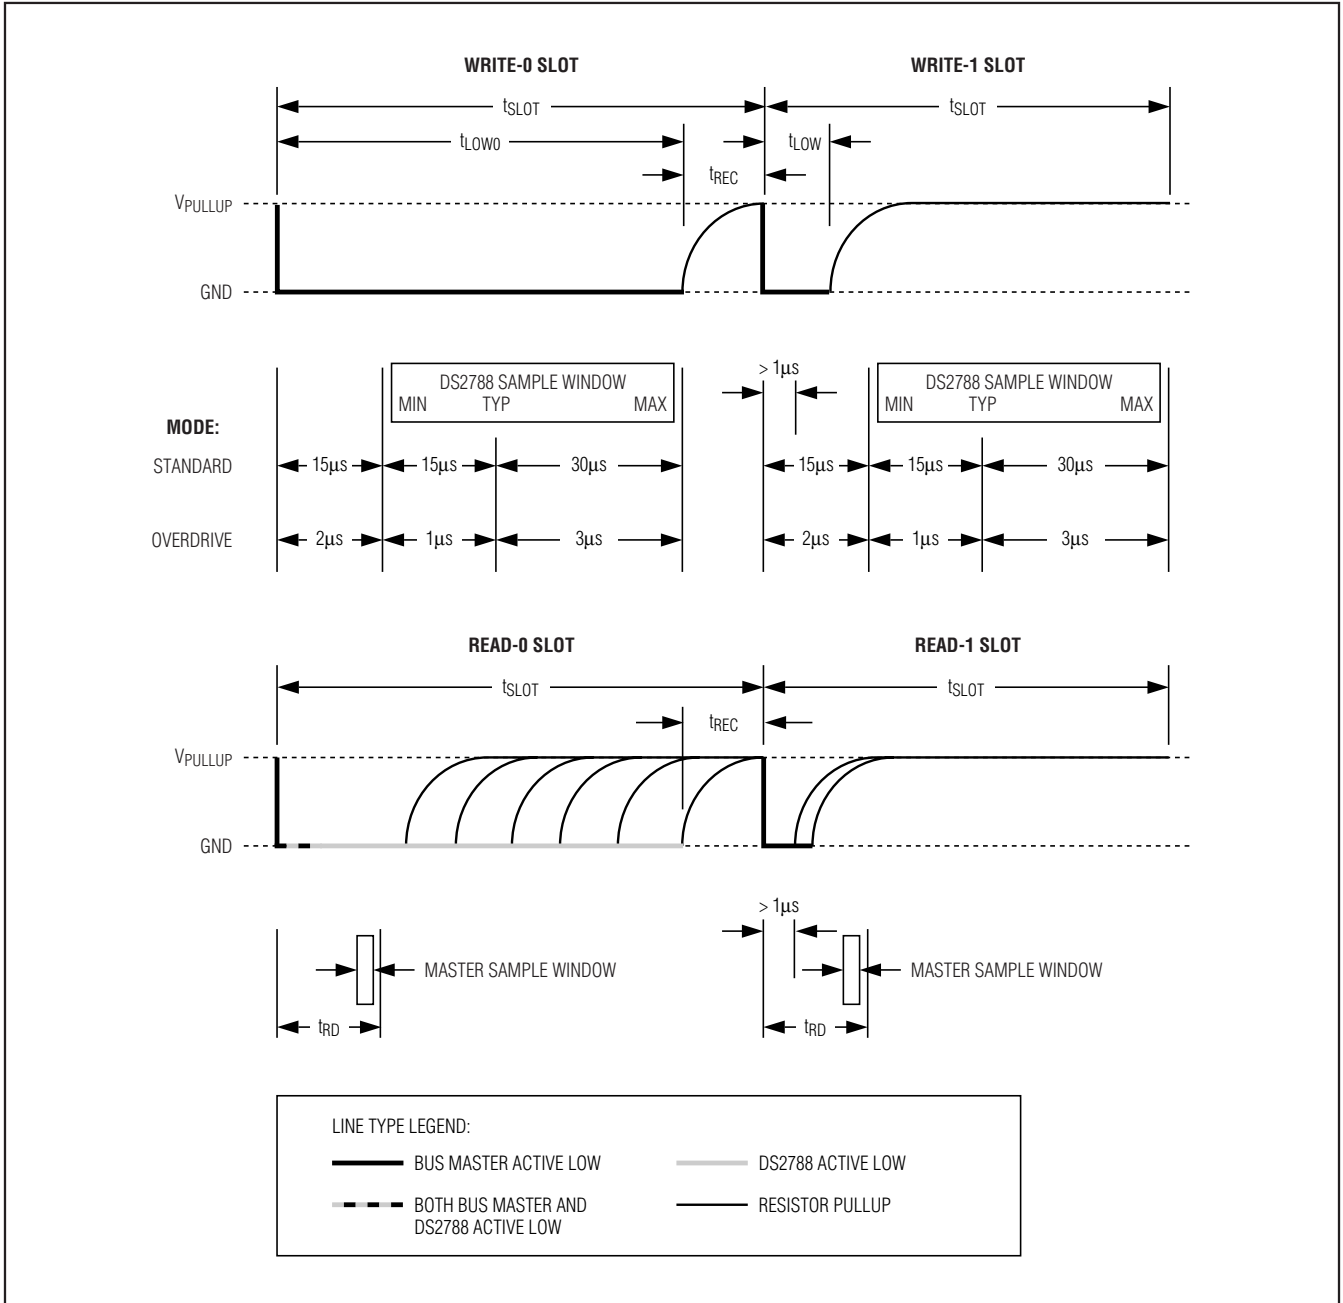 WRITE-0 SLOT WRITE-1 SLOT
tSLOT tSLOT
tLOW0 tLOW
tREC
VPULLUP
GND
> 1μs
DS2788 SAMPLE WINDOW DS2788 SAMPLE WINDOW
MIN TYP MAX MIN TYP MAX
MODE:
STANDARD 15μs 15μs 30μs 15μs 15μs 30μs
OVERDRIVE 2μs 1μs 3μs 2μs 1μs 3μs
READ-0 SLOT READ-1 SLOT
tSLOT tSLOT
tREC
VPULLUP
GND
> 1μs
MASTER SAMPLE WINDOW MASTER SAMPLE WINDOW
tRD tRD
LINE TYPE LEGEND:
BUS MASTER ACTIVE LOW DS2788 ACTIVE LOW
BOTH BUS MASTER AND RESISTOR PULLUP
DS2788 ACTIVE LOW